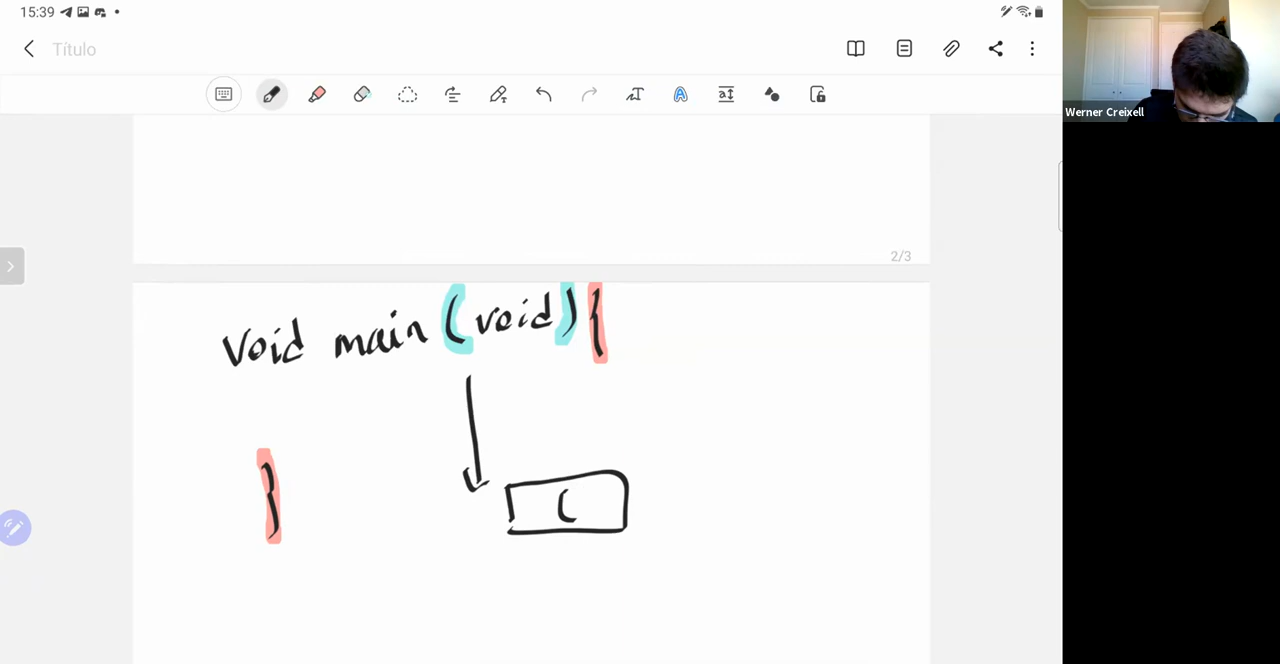 15:39
Título
Werner Creixell
2/3
Void main (void) {
}
(